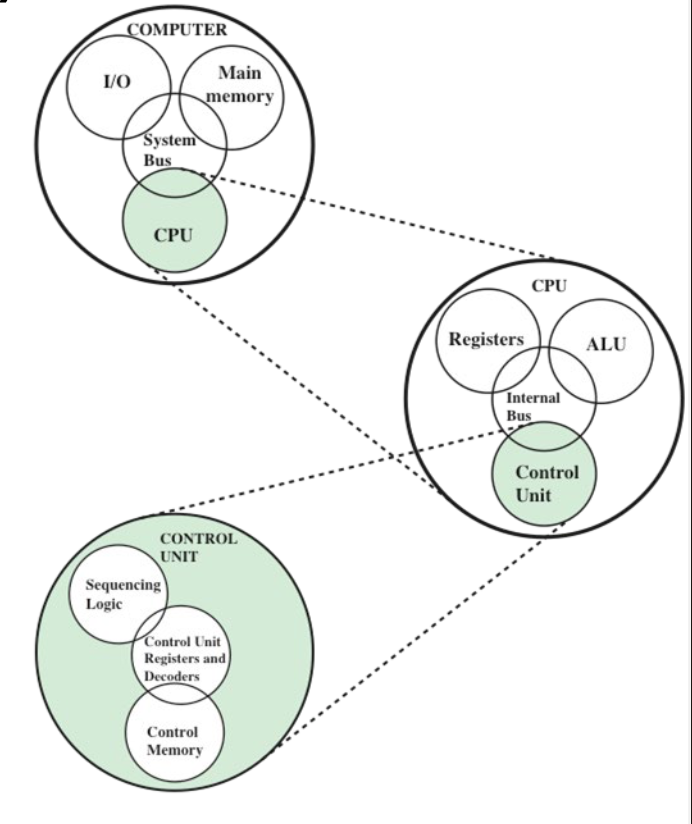 COMPUTER
I/O
Main
memory
System
Bus
CPU
CPU
Registers
ALU
Internal
Bus
Control
Unit
CONTROL
UNIT
Sequencing
Logic
Control Unit
Registers and
Decoders
Control
Memory